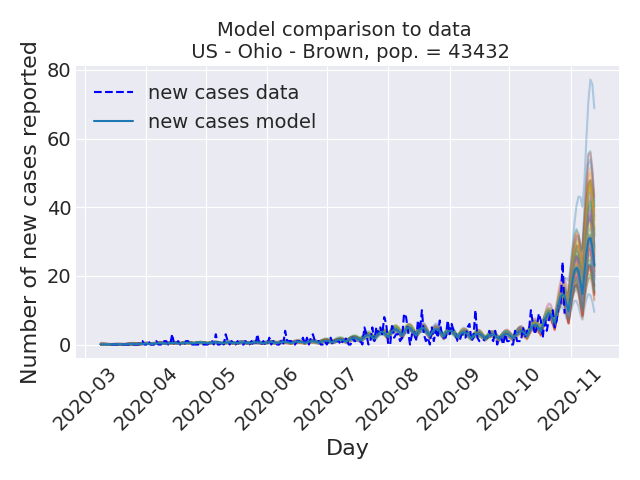 Model comparison to data
US - Ohio - Brown, pop. = 43432
Number of new cases reported
80
60
40
20
0
new cases data
new cases model
2020-03
2020-04
2020-05
2020-06
2020-07
2020-08
2020-09
2020-10
2020-11
Day